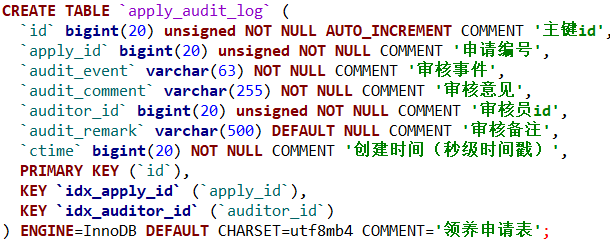 CREATE TABLE `apply_audit_log` (
  `id` bigint(20) unsigned NOT NULL AUTO_INCREMENT COMMENT '主键id',
  `apply_id` bigint(20) unsigned NOT NULL COMMENT '申请编号',
  `audit_event` varchar(63) NOT NULL COMMENT '审核事件',
  `audit_comment` varchar(255) NOT NULL COMMENT '审核意见',
  `auditor_id` bigint(20) unsigned NOT NULL COMMENT '审核员id',
  `audit_remark` varchar(500) DEFAULT NULL COMMENT '审核备注',
  `ctime` bigint(20) NOT NULL COMMENT '创建时间（秒级时间戳）',
  PRIMARY KEY (`id`),
  KEY `idx_apply_id` (`apply_id`),
  KEY `idx_auditor_id` (`auditor_id`)
) ENGINE=InnoDB DEFAULT CHARSET=utf8mb4 COMMENT='领养申请表';